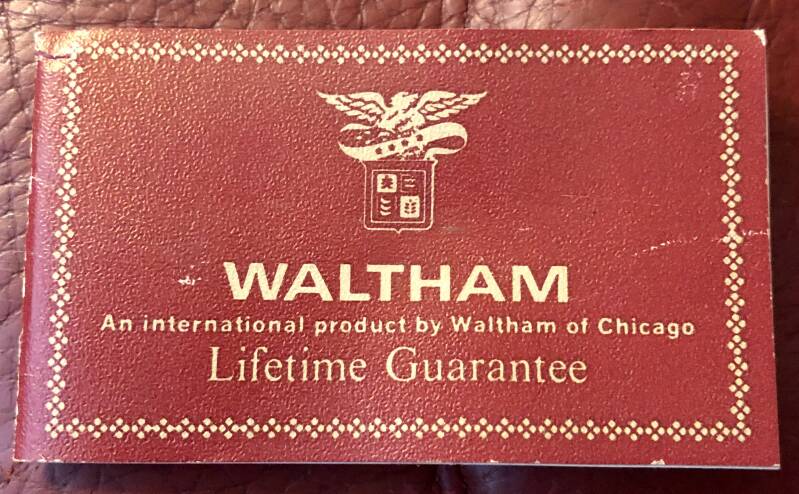 WALTHAM
An international product by Waltham of Chicago
Lifetime Guarantee